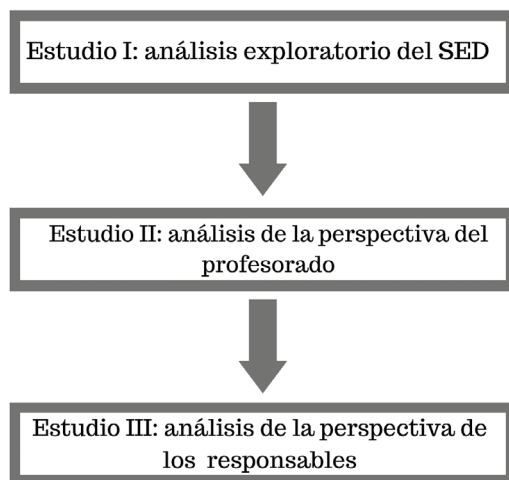 Estudio I: análisis exploratorio del SED
Estudio II: análisis de la perspectiva del
profesorado
Estudio III: análisis de la perspectiva de
los responsables